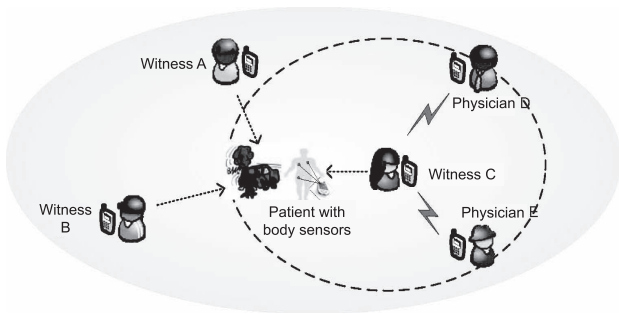 Witness A
Physician D
Witness C
Witness
B
Patient with
body sensors
Physician E